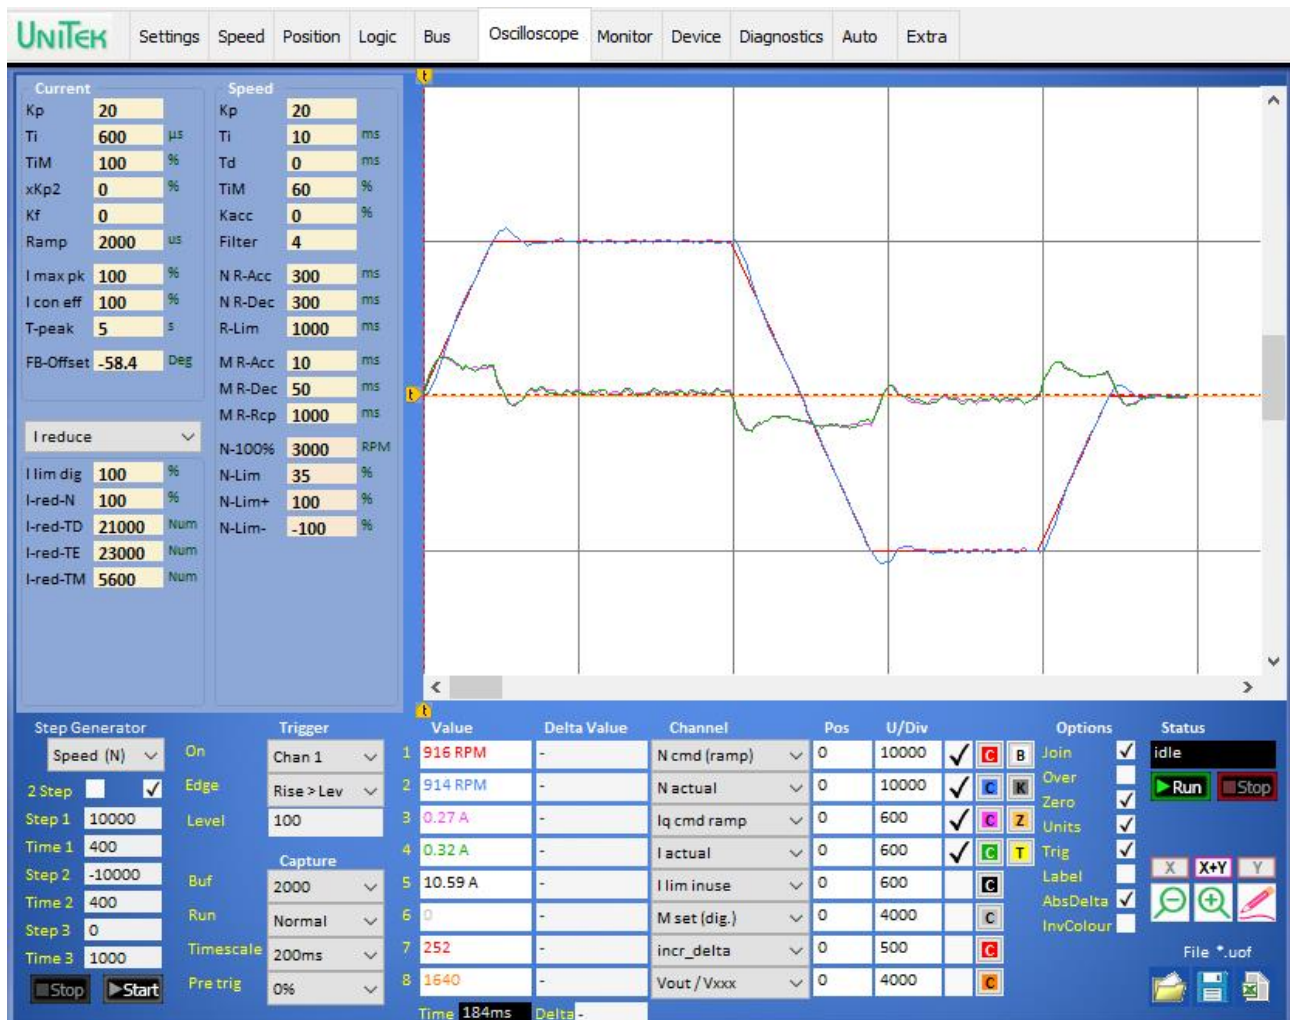 UNITEK Settings Speed Position Logic Bus Oscilloscope Monitor Device Diagnostics Auto Extra
Current Speed
Kp 20 Kp 20
Ti 600 µs Ti 10 ms
TiM 100 % Td 0 ms
xKp2 0 % TiM 60 %
Kf 0 Kacc 0 %
Ramp 2000 us Filter 4
I max pk 100 % N R-Acc 300 ms
I con eff 100 % N R-Dec 300 ms
T-peak 5 s R-Lim 1000 ms
FB-Offset -58.4 Deg M R-Acc 10 ms
M R-Dec 50 ms
M R-Rcp 1000 ms
I reduce
N-100% 3000 RPM
I lim dig 100 % N-Lim 35 %
I-red-N 100 % N-Lim+ 100 %
I-red-TD 21000 Num N-Lim- -100 %
I-red-TE 23000 Num
I-red-TM 5600 Num
t
t
t
Step Generator Trigger Value Delta Value Channel Pos U/Div Options Status
Speed (N) On Chan 1 1 916 RPM - N cmd (ramp) 0 10000 C B Join idle
2 Step Edge Rise > Lev 2 914 RPM - N actual 0 10000 C K Over Run Stop
Step 1 10000 Level 100 3 0.27 A - Iq cmd ramp 0 600 C Z Zero
Units
Time 1 400 Capture 4 0.32 A - I actual 0 600 C T Trig
Step 2 -10000 Buf 2000 5 10.59 A - I lim inuse 0 600 C Label X X+Y Y
Time 2 400 Run Normal 6 0 - M set (dig.) 0 4000 C AbsDelta
Step 3 0 InvColour
Time 3 1000 Timescale 200ms 7 252 - incr_delta 0 500 C File *.uof
Stop Start Pre trig 0% 8 1640 - Vout / Vxxx 0 4000 C
Time 184ms Delta -